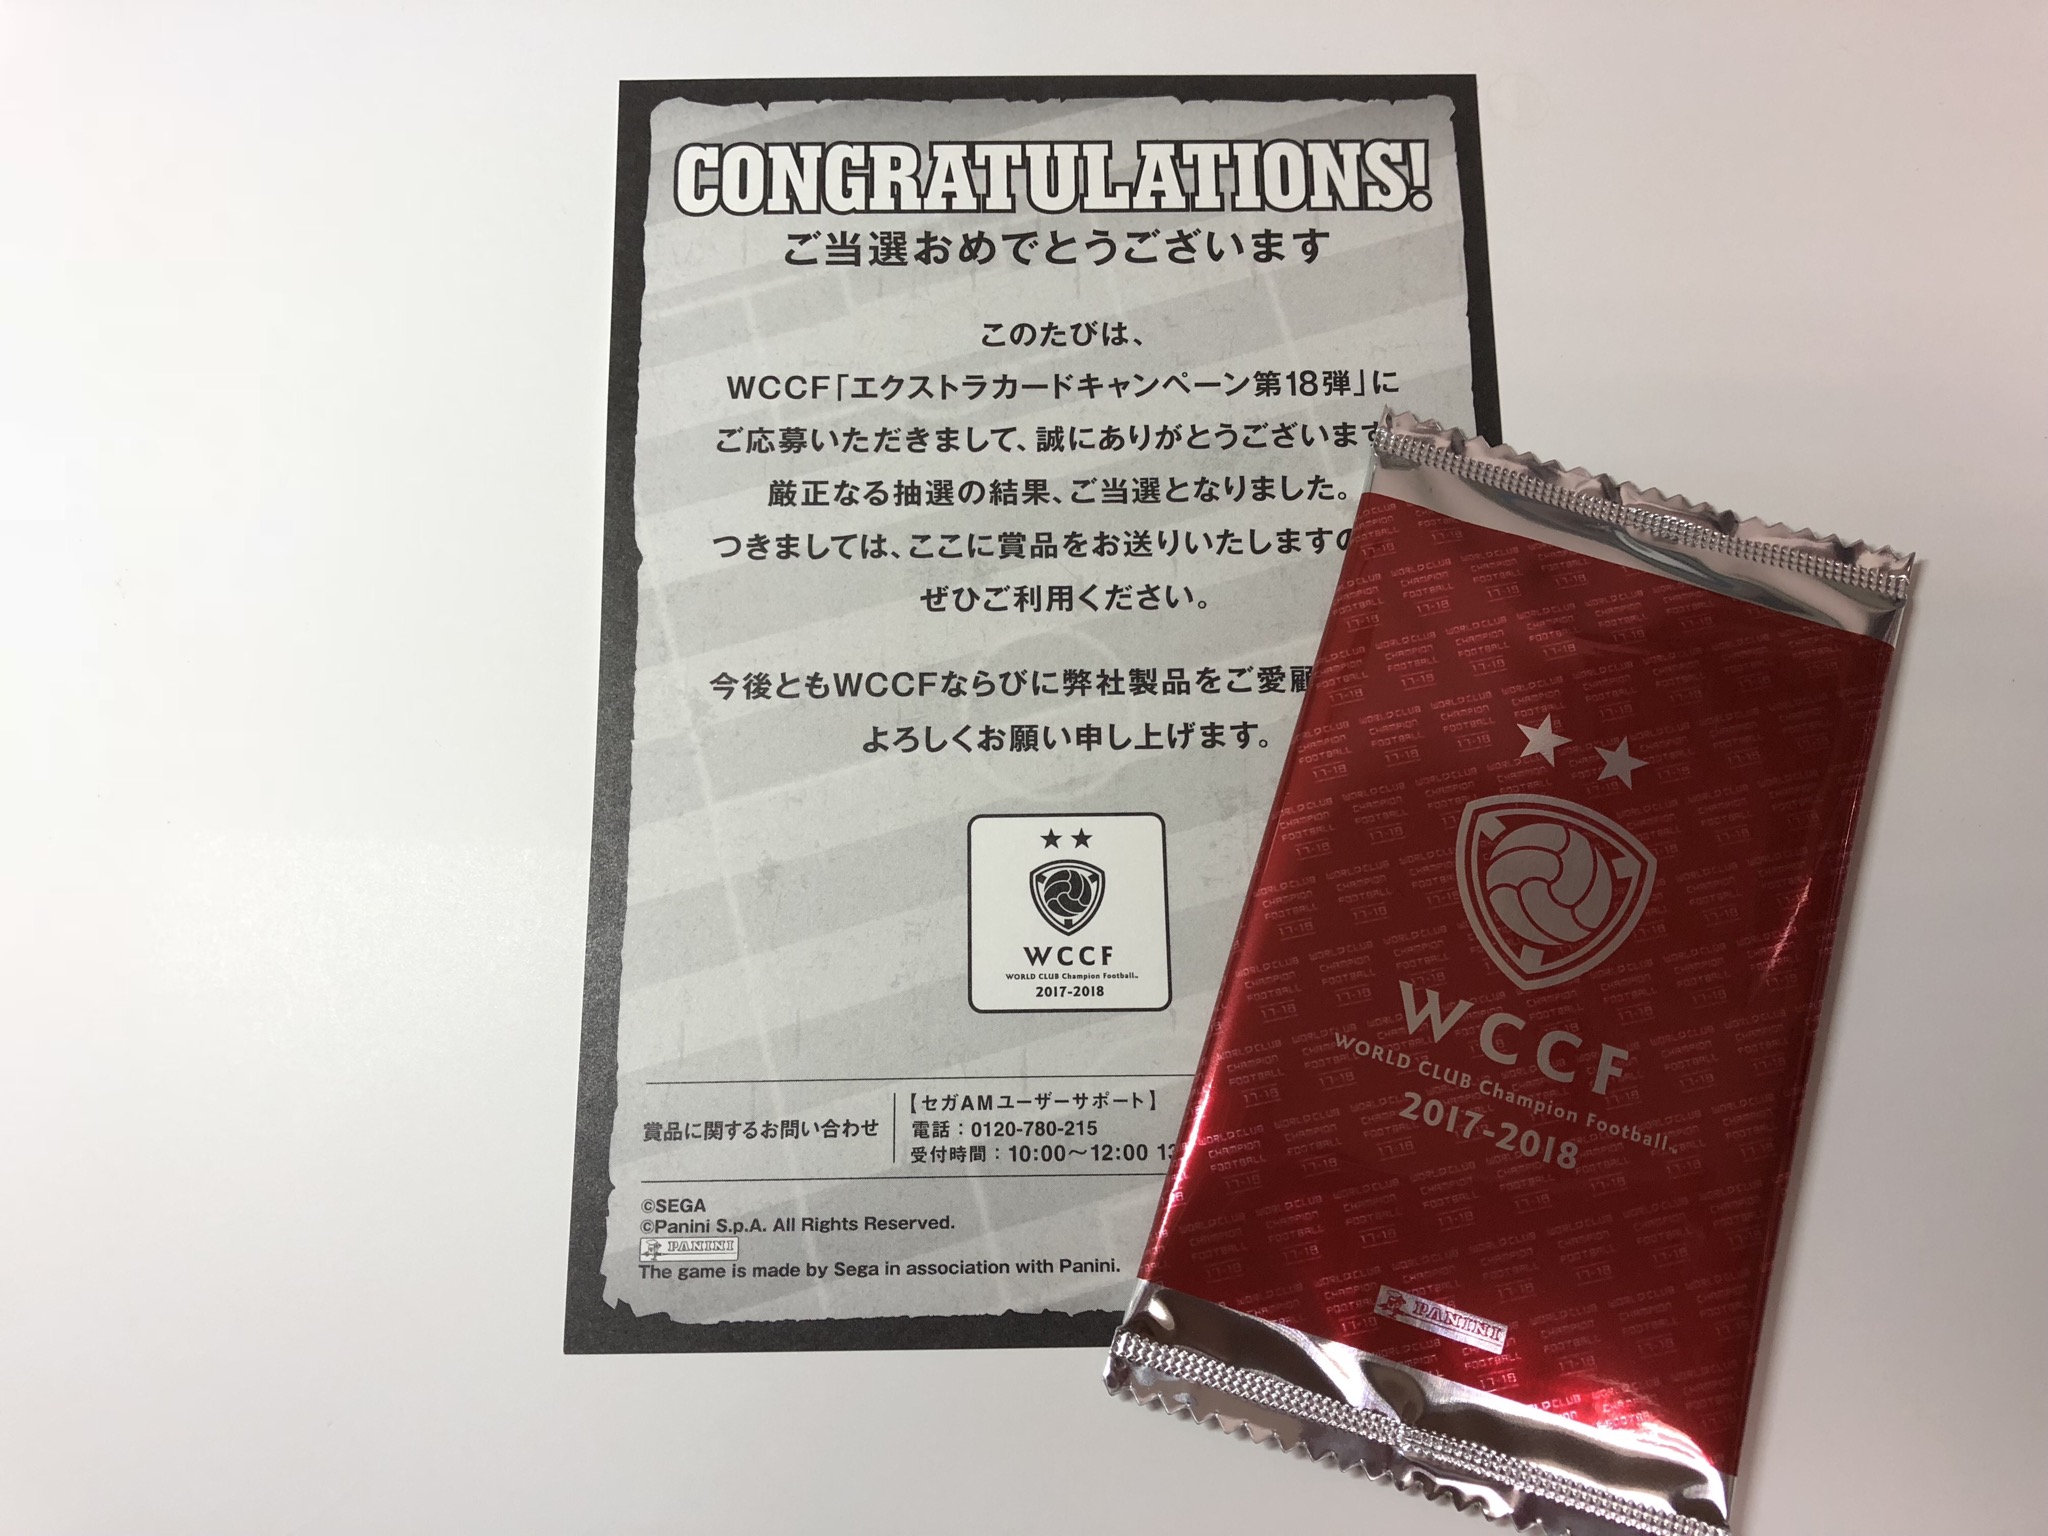 CONGRATULATIONS!
ご当選おめでとうございます
このたびは、
WCCF「エクストラカードキャンペーン第18弾」に
ご応募いただきまして、誠にありがとうございます
厳正なる抽選の結果、ご当選となりました。
つきましては、ここに賞品をお送りいたしますの
ぜひご利用ください。
今後ともWCCFならびに弊社製品をご愛顧
よろしくお願い申し上げます。
WCCF
WORLD CLUB Champion Football™
2017-2018
賞品に関するお問い合わせ
【セガAMユーザーサポート】
電話：0120-780-215
受付時間：10:00～12:00 13
©SEGA
©Panini S.p.A. All Rights Reserved.
PANINI
The game is made by Sega in association with Panini.
WCCF
WORLD CLUB Champion Football™
2017-2018
PANINI
WORLD CLUB
CHAMPION
FOOTBALL
17-18